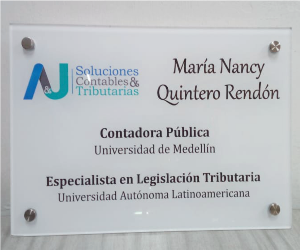 A&J Soluciones
Contables &
Tributarias
María Nancy
Quintero Rendón
Contadora Pública
Universidad de Medellín
Especialista en Legislación Tributaria
Universidad Autónoma Latinoamericana